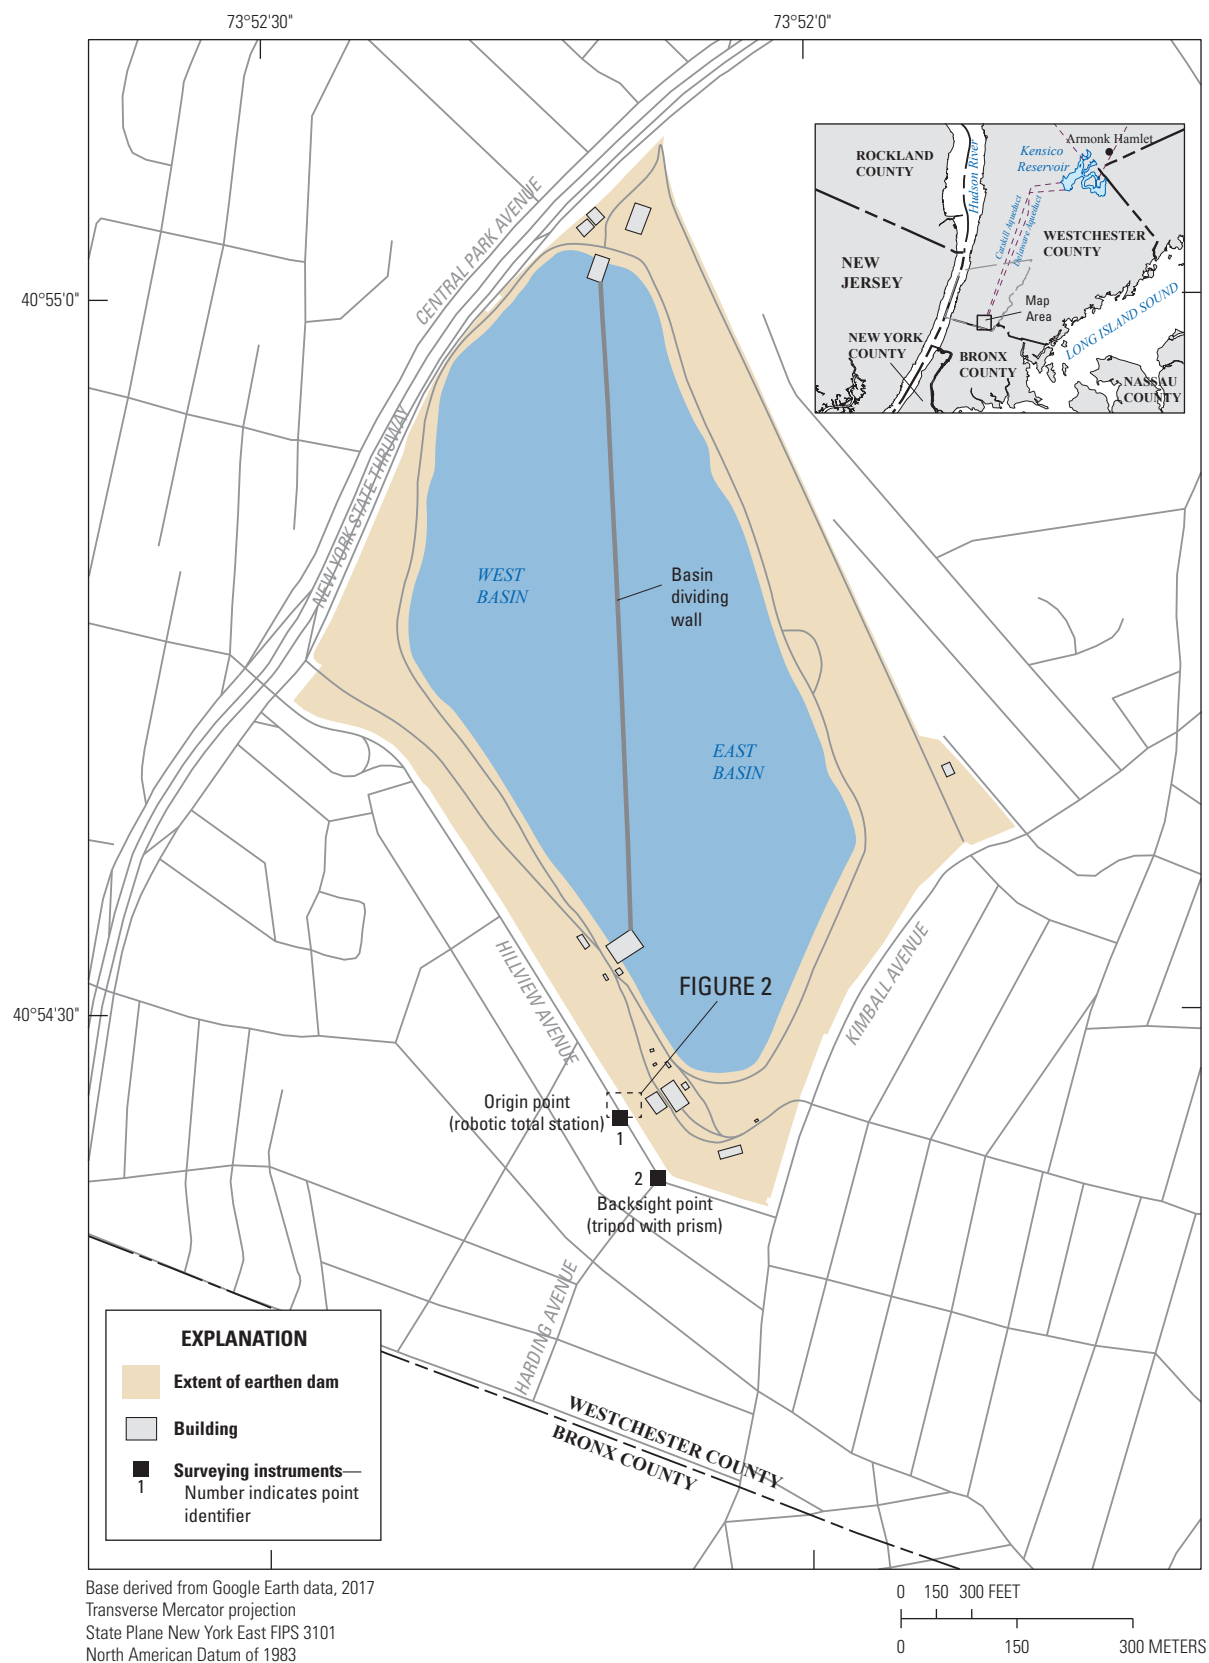 73°52'30"
73°52'0"
40°55'0"
40°54'30"
CENTRAL PARK AVENUE
NEW YORK STATE THRUWAY
ROCKLAND
COUNTY
Hudson River
Kensico
Reservoir
Armonk Hamlet
Catskill Aqueduct
Delaware Aqueduct
WESTCHESTER
COUNTY
NEW
JERSEY
Map
Area
LONG ISLAND SOUND
NEW YORK
COUNTY
BRONX
COUNTY
NASSAU
COUNTY
WEST
BASIN
Basin
dividing
wall
EAST
BASIN
HILLVIEW AVENUE
FIGURE 2
KIMBALL AVENUE
Origin point
(robotic total station)
1
2
Backsight point
(tripod with prism)
HARDING AVENUE
WESTCHESTER COUNTY
BRONX COUNTY
EXPLANATION
Extent of earthen dam
Building
Surveying instruments—
1
Number indicates point
identifier
Base derived from Google Earth data, 2017
Transverse Mercator projection
State Plane New York East FIPS 3101
North American Datum of 1983
0 150 300 FEET
0 150 300 METERS